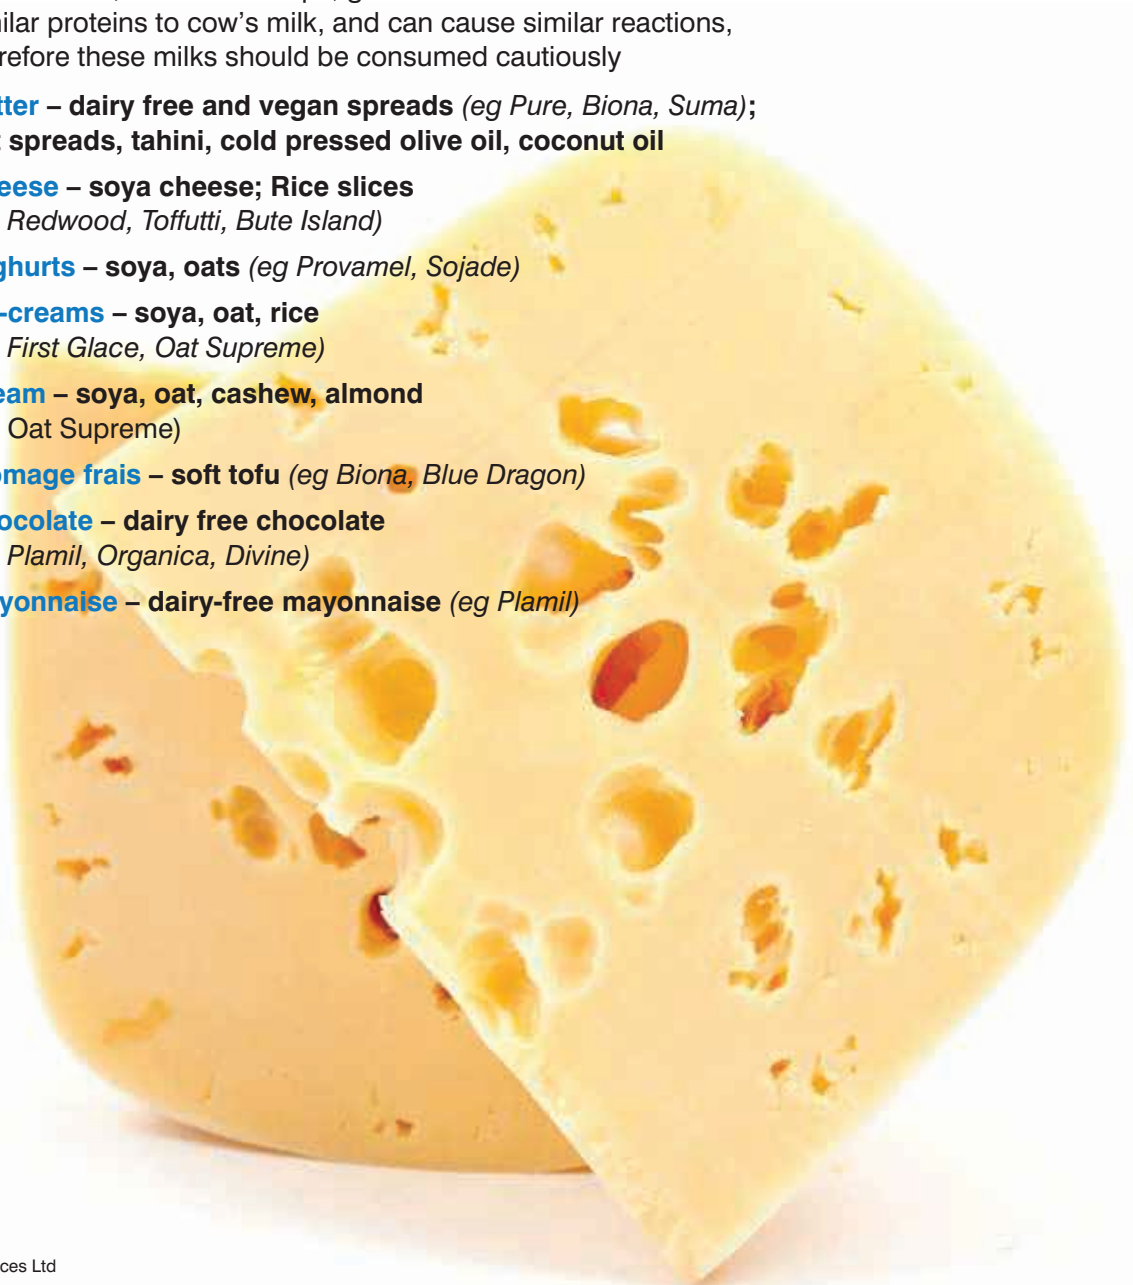 ilar proteins to cow's milk, and can cause similar reactions,
refore these milks should be consumed cautiously
tter – dairy free and vegan spreads (eg Pure, Biona, Suma);
t spreads, tahini, cold pressed olive oil, coconut oil
eese – soya cheese; Rice slices
Redwood, Toffutti, Bute Island)
ghurts – soya, oats (eg Provamel, Sojade)
-creams – soya, oat, rice
First Glace, Oat Supreme)
eam – soya, oat, cashew, almond
Oat Supreme)
omage frais – soft tofu (eg Biona, Blue Dragon)
ocolate – dairy free chocolate
Plamil, Organica, Divine)
yonnaise – dairy-free mayonnaise (eg Plamil)
ces Ltd